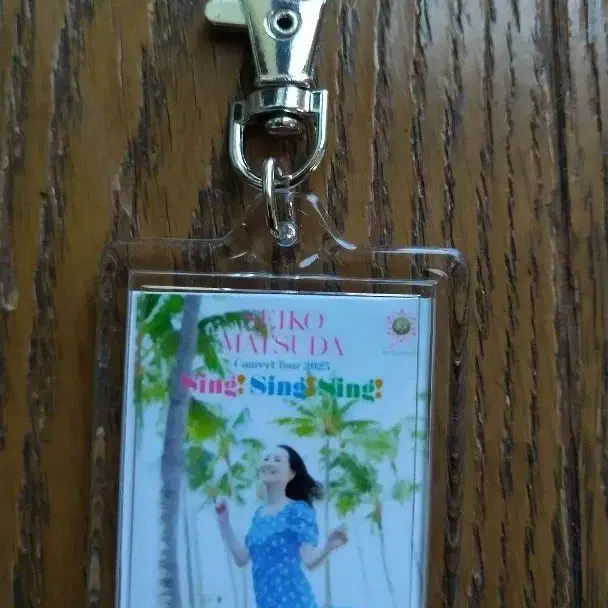 SEIKO
MATSUDA
Concert Tour 2025
Sing! Sing! Sing!